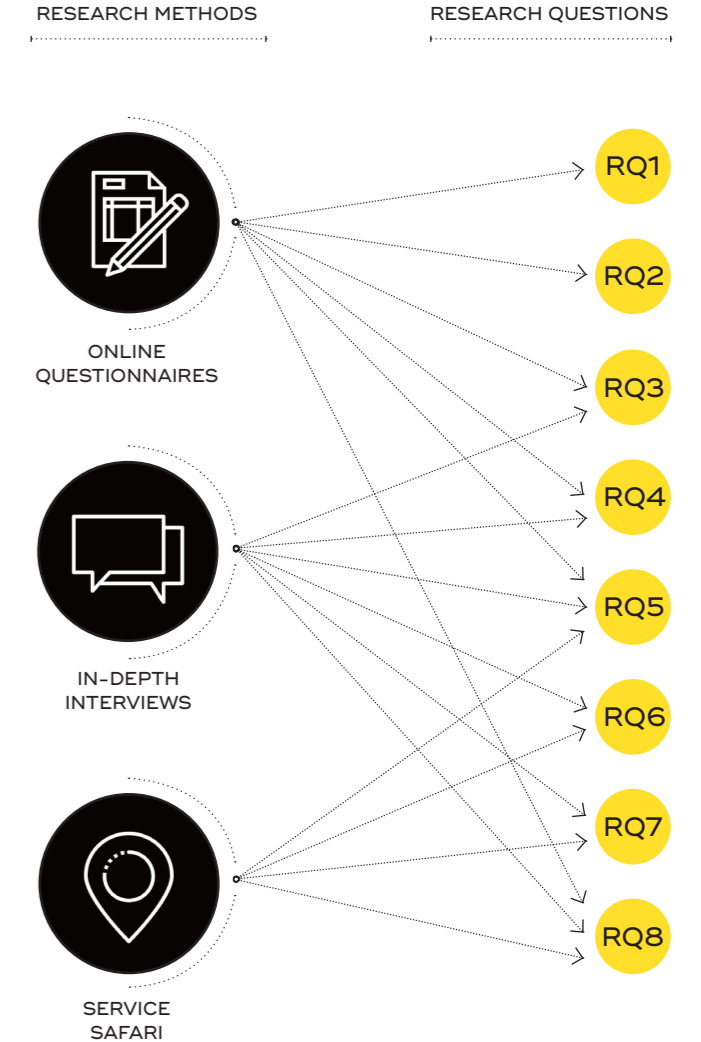 RESEARCH METHODS
RESEARCH QUESTIONS
ONLINE
QUESTIONNAIRES
IN-DEPTH
INTERVIEWS
SERVICE
SAFARI
RQ1
RQ2
RQ3
RQ4
RQ5
RQ6
RQ7
RQ8